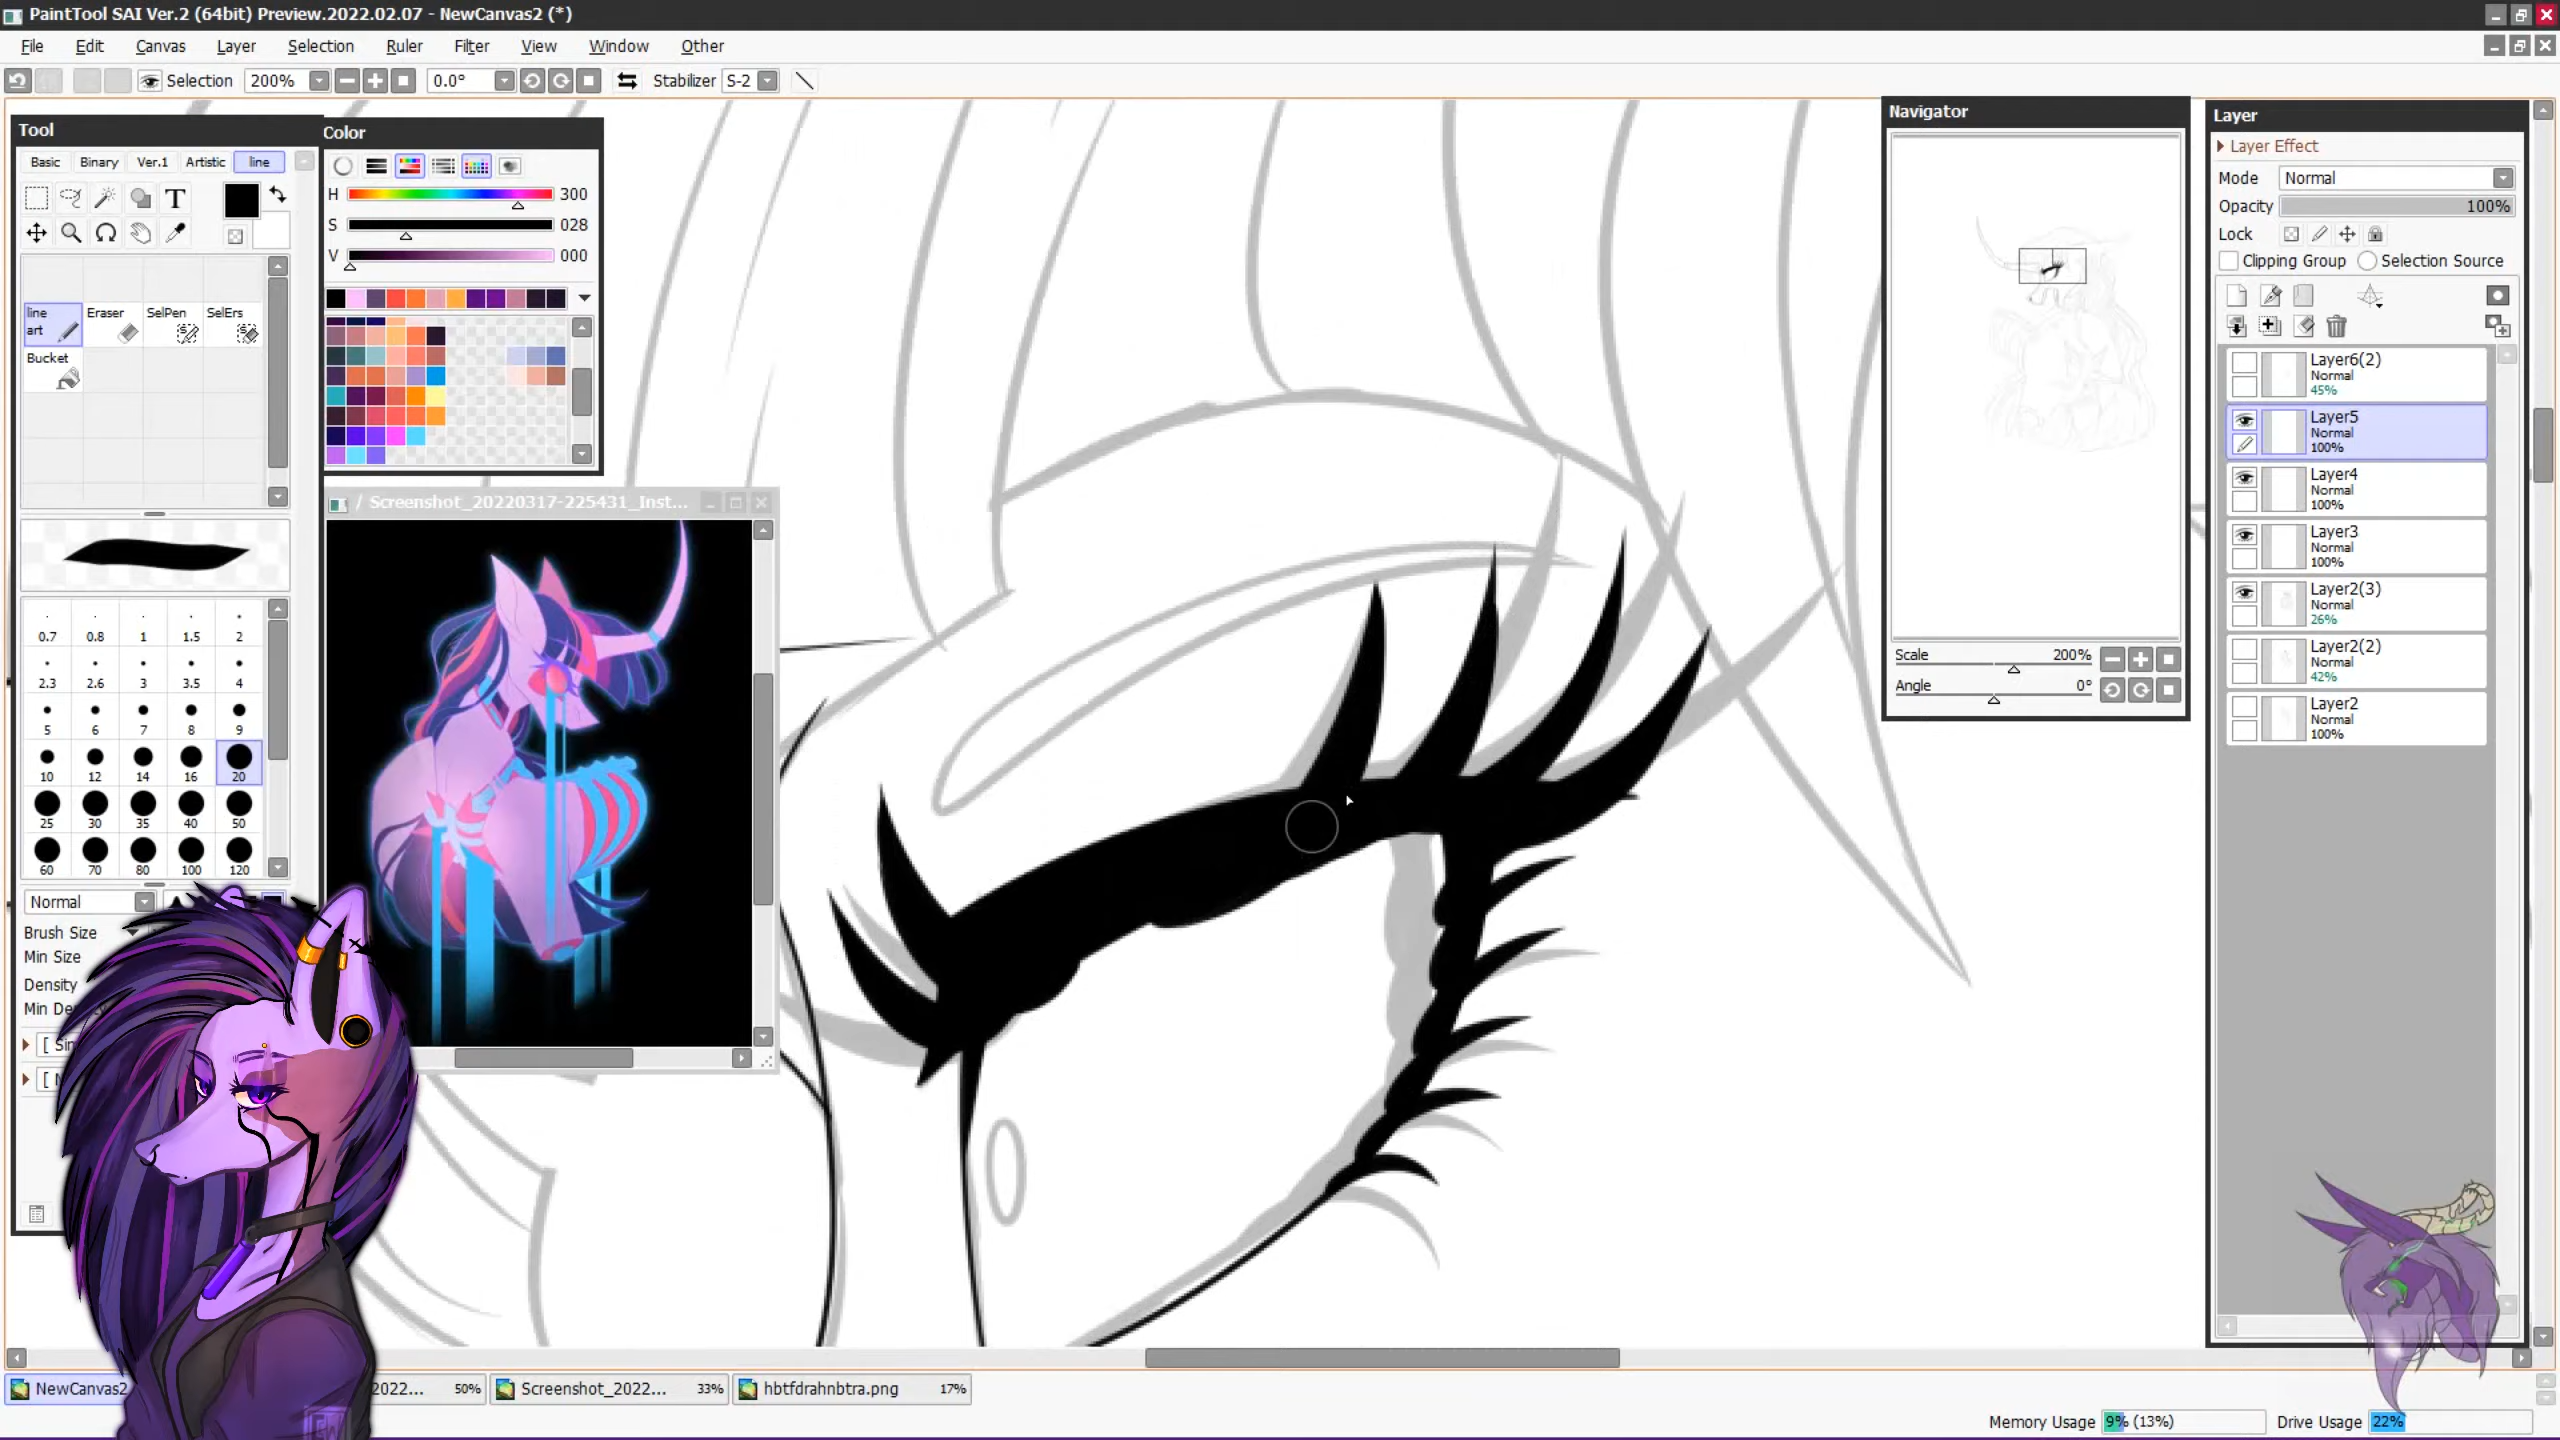 PaintTool SAI Ver.2 (64bit) Preview.2022.02.07 - NewCanvas2 (*)
File Edit Canvas Layer Selection Ruler Filter View Window Other
Selection 200% 0.0° Stabilizer S-2
Tool
Basic Binary Ver.1 Artistic line
T
line art Eraser SelPen SelErs
Bucket
0.7 0.8 1 1.5 2
2.3 2.6 3 3.5 4
5 6 7 8 9
10 12 14 16 20
25 30 35 40 50
60 70 80 100 120
Normal
Brush Size
Min Size
Density
Color
H 300
S 028
V 000
/ Screenshot_20220317-225431_Inst...
Navigator
Scale 200%
Angle 0°
Layer
Layer Effect
Mode Normal
Opacity 100%
Lock
Clipping Group Selection Source
Layer6(2)
Normal
45%
Layer5
Normal
100%
Layer4
Normal
100%
Layer3
Normal
100%
Layer2(3)
Normal
26%
Layer2(2)
Normal
42%
Layer2
Normal
100%
NewCanvas2 2022... 50% Screenshot_2022... 33% hbtfdrahnbtra.png 17%
Memory Usage 9% (13%) Drive Usage 22%